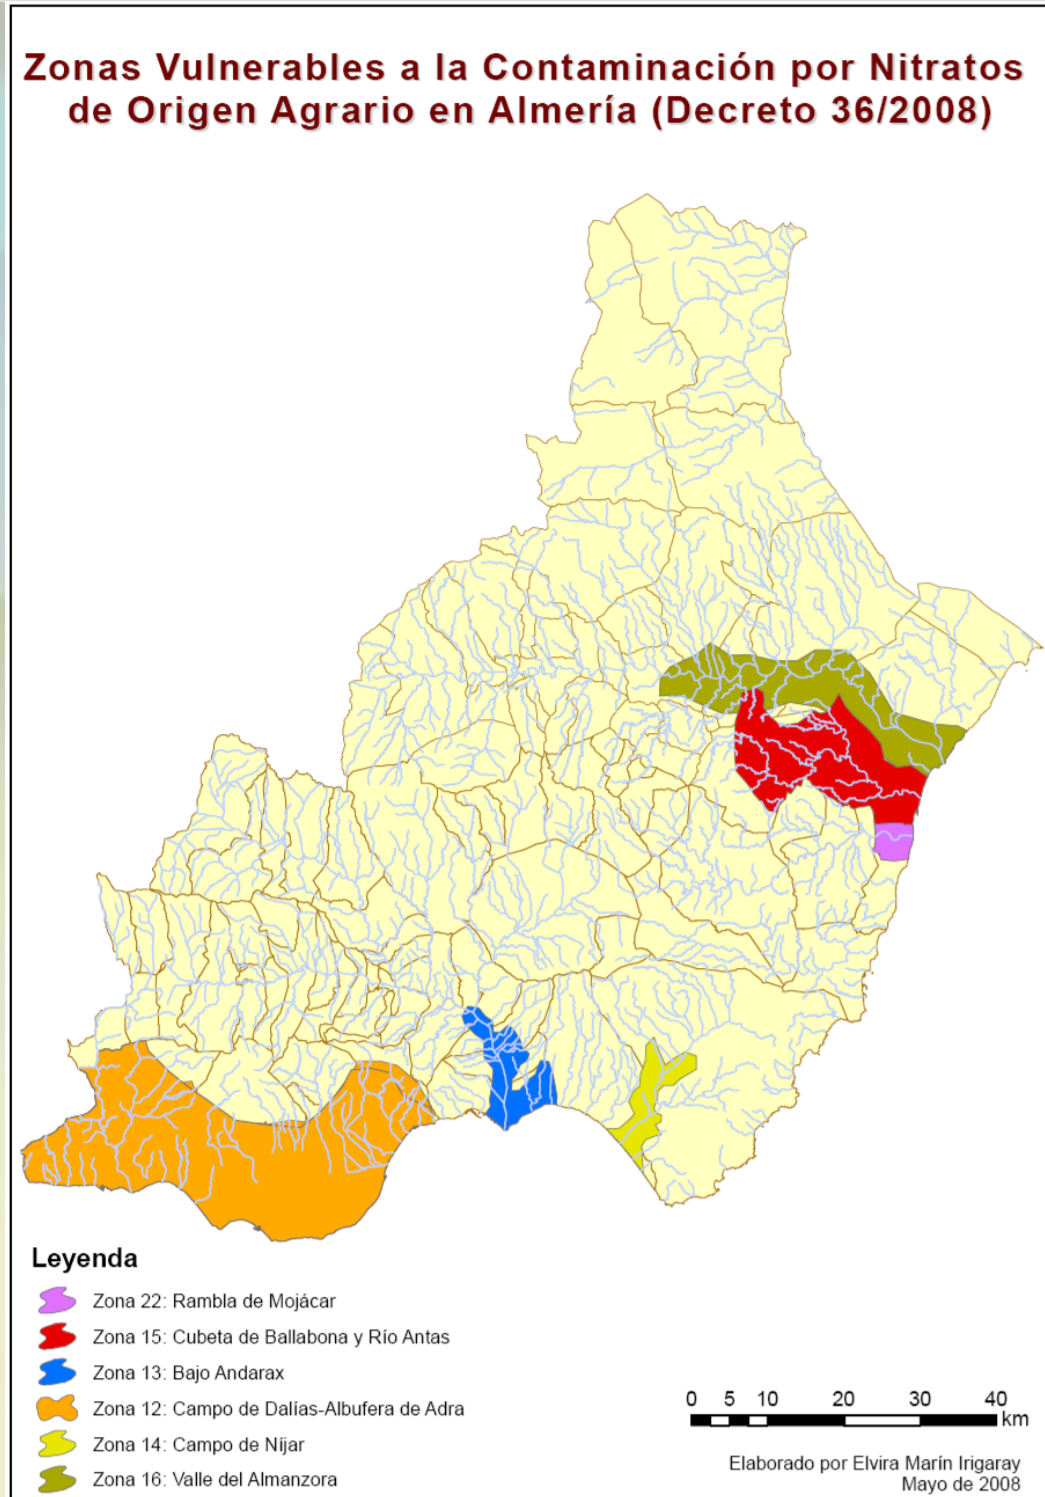 Zonas Vulnerables a la Contaminación por Nitratos
de Origen Agrario en Almería (Decreto 36/2008)
Leyenda
Zona 22: Rambla de Mojácar
Zona 15: Cubeta de Ballabona y Río Antas
Zona 13: Bajo Andarax
Zona 12: Campo de Dalías-Albufera de Adra
Zona 14: Campo de Níjar
Zona 16: Valle del Almanzora
0 5 10 20 30 40
km
Elaborado por Elvira Marín Irigaray
Mayo de 2008